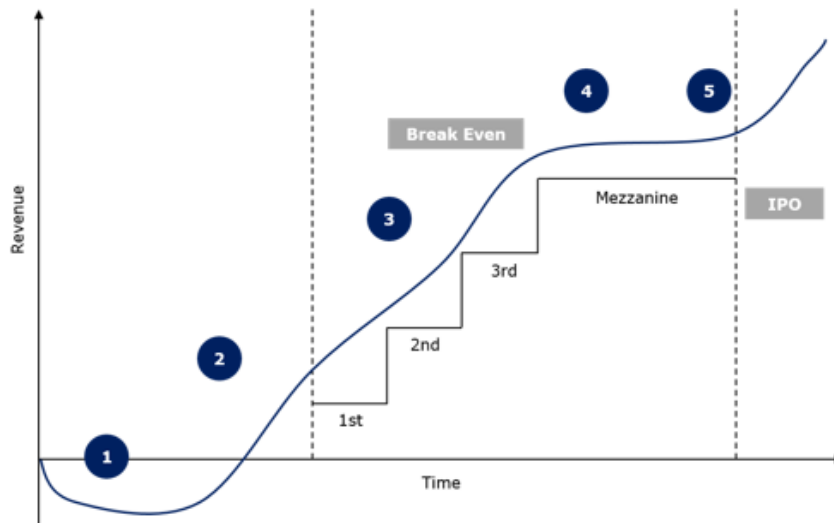 4
5
Break Even
3
Mezzanine
IPO
Revenue
3rd
2nd
2
1st
1
Time